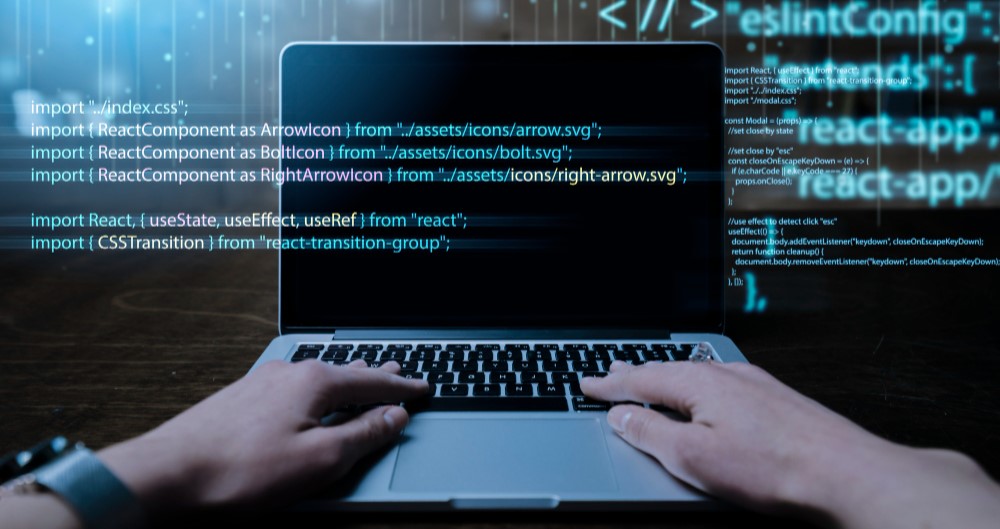 import "../index.css";
import { ReactComponent as ArrowIcon } from "../assets/icons/arrow.svg";
import { ReactComponent as BoltIcon } from "../assets/icons/bolt.svg";
import { ReactComponent as RightArrowIcon } from "../assets/icons/right-arrow.svg";
import React, { useState, useEffect, useRef } from "react";
import { CSSTransition } from "react-transition-group";
<//>
"eslintConfig":
": [
"react-app",
"react-app/
},
import React, { useEffect } from "react";
import { CSSTransition } from "react-transition-group";
import "../../index.css";
import "./modal.css";
const Modal = (props) => {
//set close by state
//set close by "esc"
const closeOnEscapeKeyDown = (e) => {
if (e.charCode || e.keyCode === 27) {
props.onClose();
}
};
//use effect to detect click "esc"
useEffect(() => {
document.body.addEventListener("keydown", closeOnEscapeKeyDown);
return function cleanup() {
document.body.removeEventListener("keydown", closeOnEscapeKeyDown);
};
}, []);